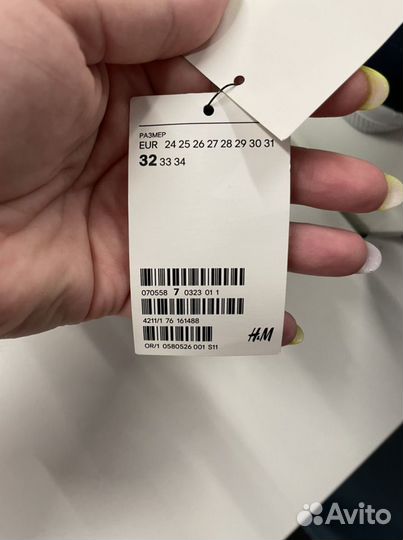 РАЗМЕР
EUR 24 25 26 27 28 29 30 31
32 33 34
070558 7 0323 01 1
4211/1 76 161488
H&M
OR/1 0580526 001 S11
Avito